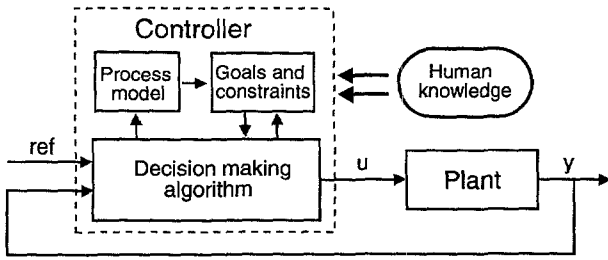 Controller
Process
model
Goals and
constraints
Human
knowledge
ref
Decision making
algorithm
u
Plant
y